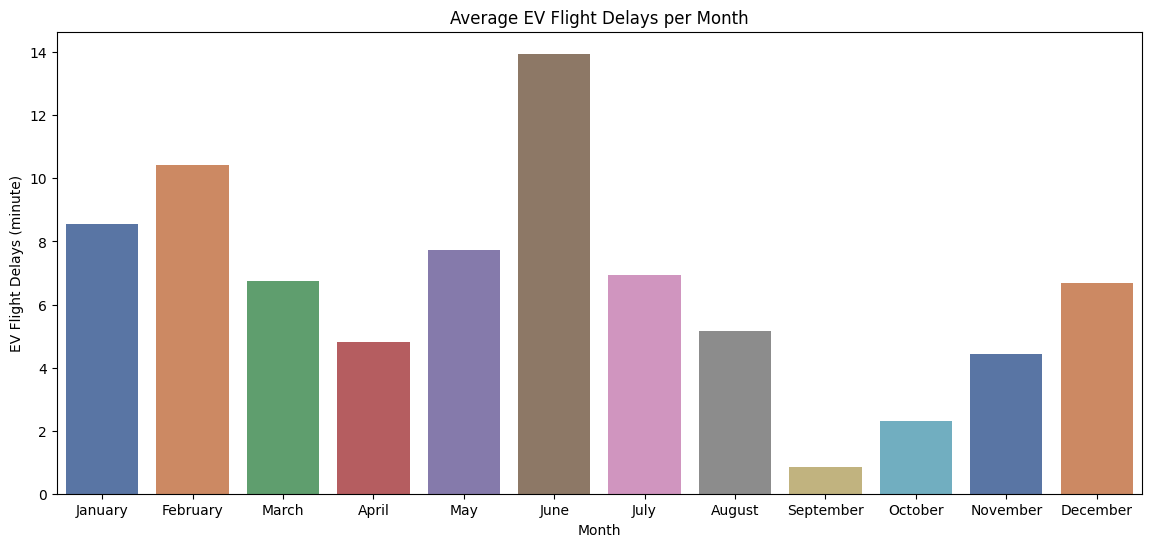 Average EV Flight Delays per Month
EV Flight Delays (minute)
14
12
10
8
6
4
2
0
January February March April May June July August September October November December
Month